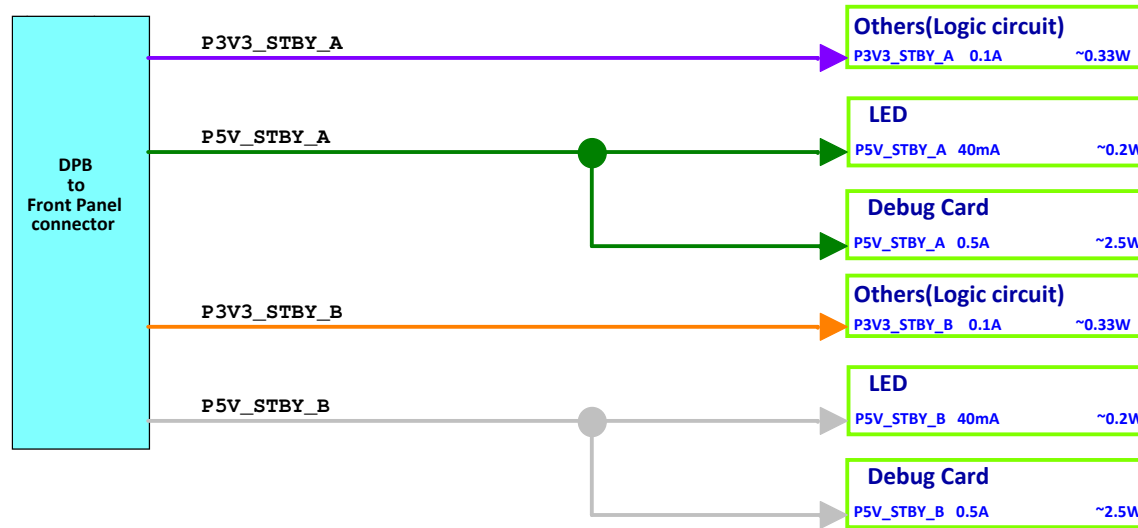 DPB
to
Front Panel
connector
P3V3_STBY_A
Others(Logic circuit)
P3V3_STBY_A 0.1A ~0.33W
P5V_STBY_A
LED
P5V_STBY_A 40mA ~0.2W
Debug Card
P5V_STBY_A 0.5A ~2.5W
P3V3_STBY_B
Others(Logic circuit)
P3V3_STBY_B 0.1A ~0.33W
P5V_STBY_B
LED
P5V_STBY_B 40mA ~0.2W
Debug Card
P5V_STBY_B 0.5A ~2.5W